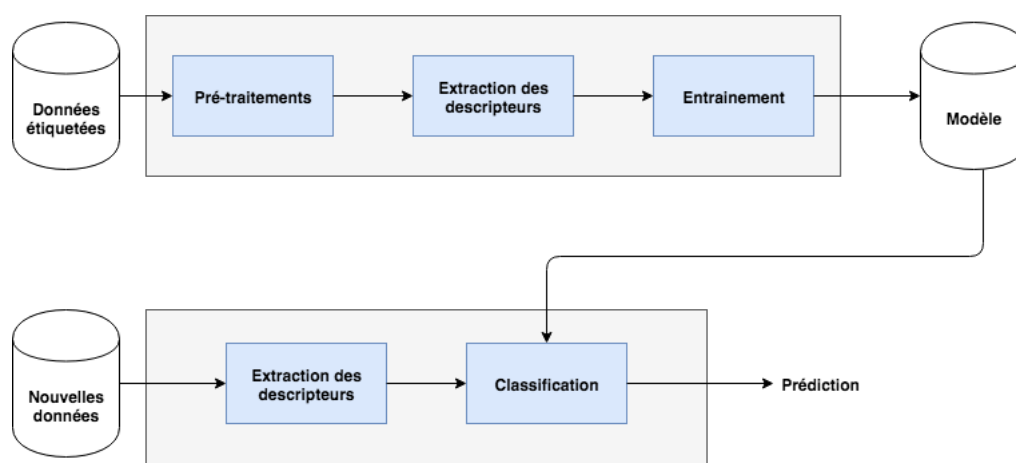 Données
étiquetées
Pré-traitements
Extraction des
descripteurs
Entrainement
Modèle
Nouvelles
données
Extraction des
descripteurs
Classification
Prédiction